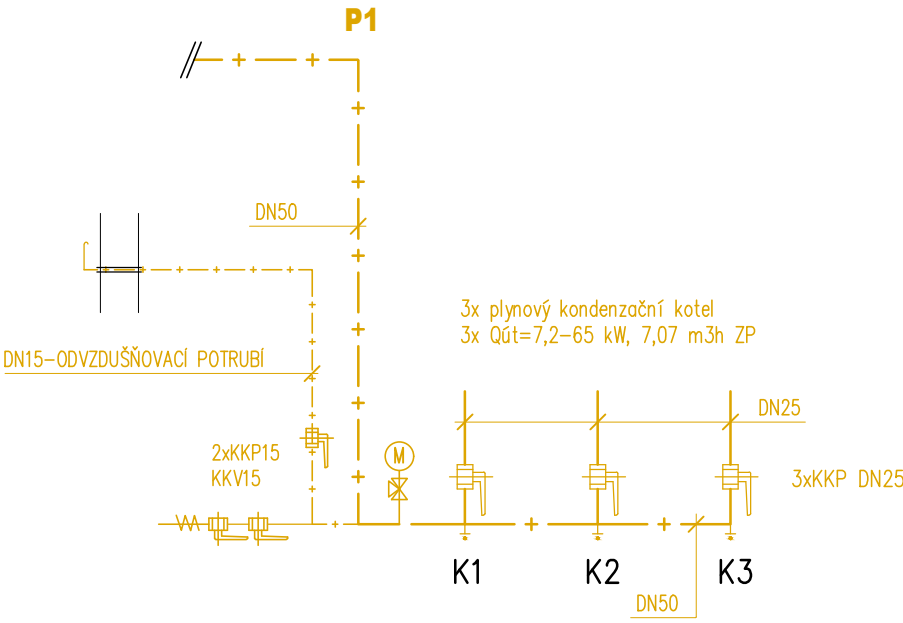 P1
DN50
3x plynový kondenzační kotel
3x Qút=7,2-65 kW, 7,07 m3h ZP
DN15-ODVZDUŠŇOVACÍ POTRUBÍ
DN25
2xKKP15
KKV15
M
3xKKP DN25
K1
K2
K3
DN50